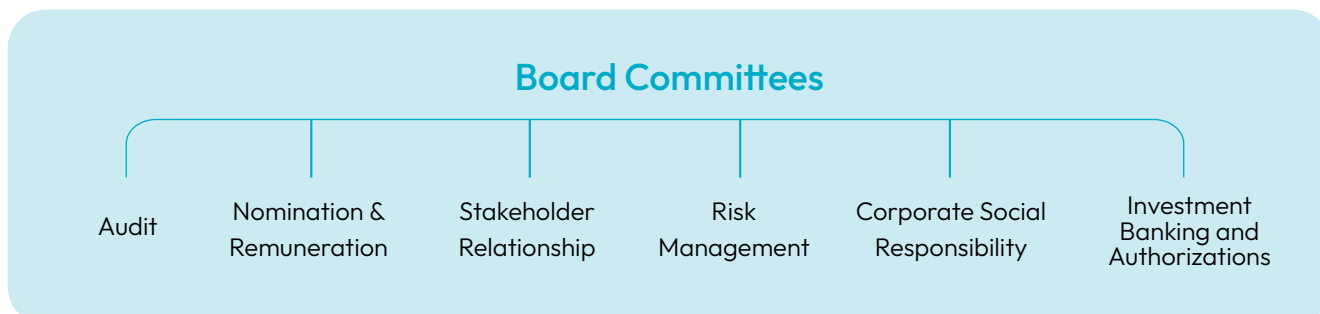 Board Committees
Audit
Nomination &
Remuneration
Stakeholder
Relationship
Risk
Management
Corporate Social
Responsibility
Investment
Banking and
Authorizations